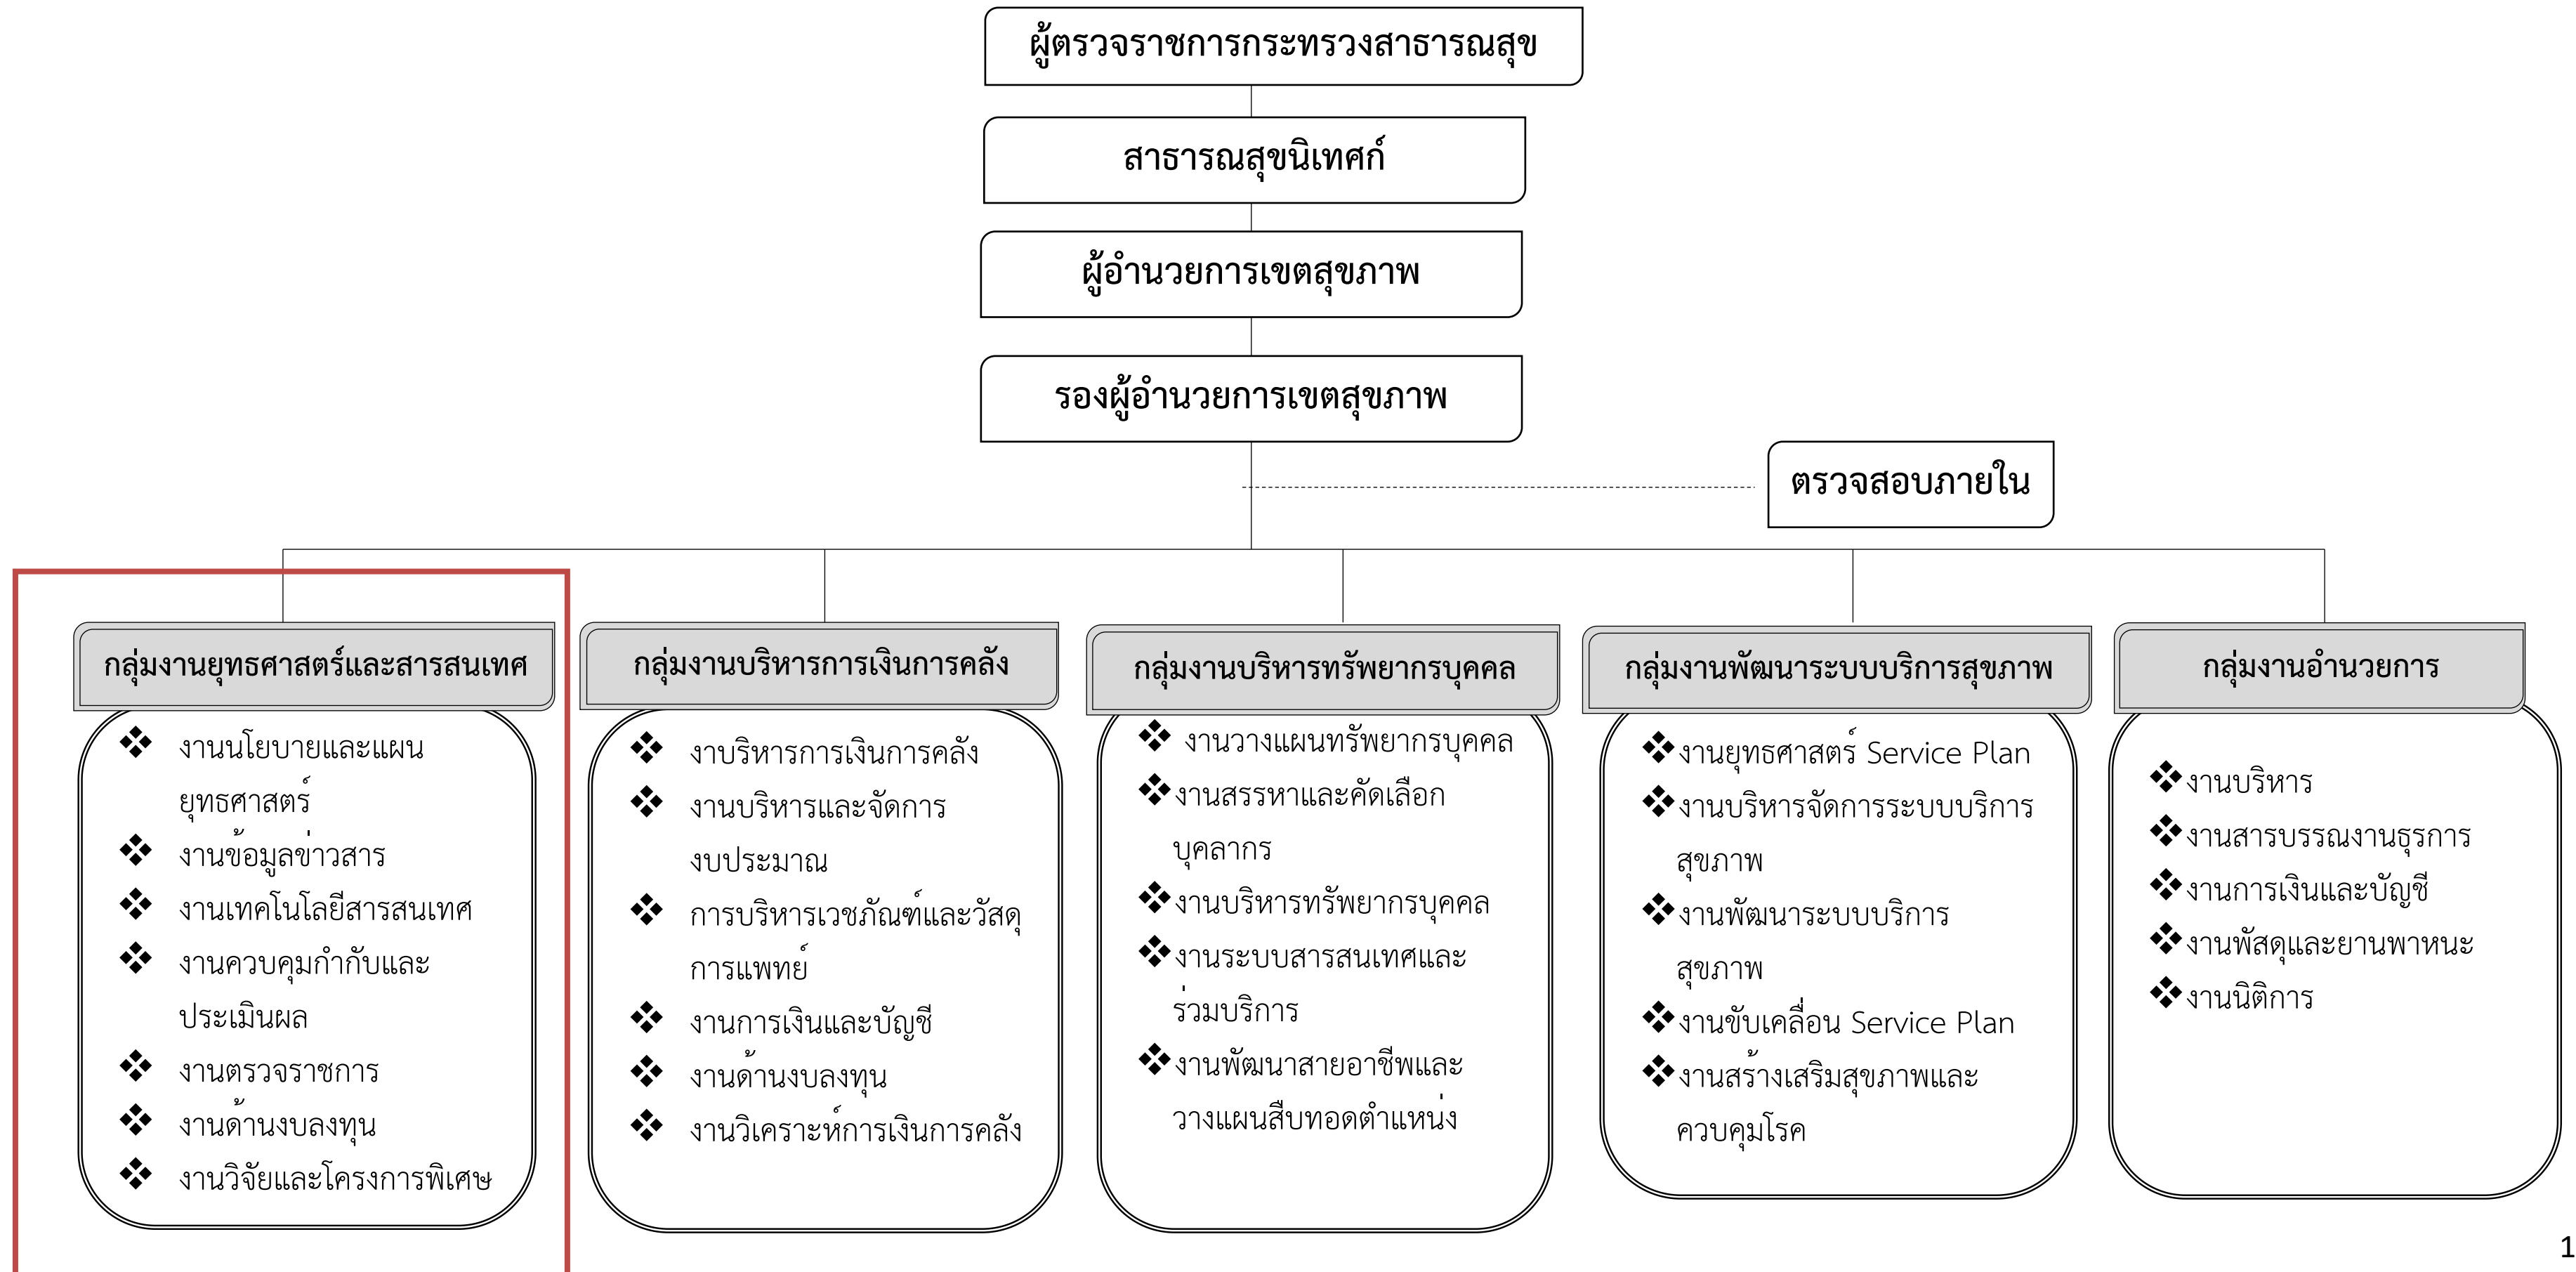 ผู้ตรวจราชการกระทรวงสาธารณสุข
สาธารณสุขนิเทศก์
ผู้อำนวยการเขตสุขภาพ
รองผู้อำนวยการเขตสุขภาพ
ตรวจสอบภายใน
กลุ่มงานยุทธศาสตร์และสารสนเทศ
งานนโยบายและแผน
ยุทธศาสตร์
งานข้อมูลข่าวสาร
งานเทคโนโลยีสารสนเทศ
งานควบคุมกำกับและ
ประเมินผล
งานตรวจราชการ
งานด้านงบลงทุน
งานวิจัยและโครงการพิเศษ
กลุ่มงานบริหารการเงินการคลัง
งาบริหารการเงินการคลัง
งานบริหารและจัดการ
งบประมาณ
การบริหารเวชภัณฑ์และวัสดุ
การแพทย์
งานการเงินและบัญชี
งานด้านงบลงทุน
งานวิเคราะห์การเงินการคลัง
กลุ่มงานบริหารทรัพยากรบุคคล
งานวางแผนทรัพยากรบุคคล
งานสรรหาและคัดเลือก
บุคลากร
งานบริหารทรัพยากรบุคคล
งานระบบสารสนเทศและ
ร่วมบริการ
งานพัฒนาสายอาชีพและ
วางแผนสืบทอดตำแหน่ง
กลุ่มงานพัฒนาระบบบริการสุขภาพ
งานยุทธศาสตร์ Service Plan
งานบริหารจัดการระบบบริการ
สุขภาพ
งานพัฒนาระบบบริการ
สุขภาพ
งานขับเคลื่อน Service Plan
งานสร้างเสริมสุขภาพและ
ควบคุมโรค
กลุ่มงานอำนวยการ
งานบริหาร
งานสารบรรณงานธุรการ
งานการเงินและบัญชี
งานพัสดุและยานพาหนะ
งานนิติการ
1